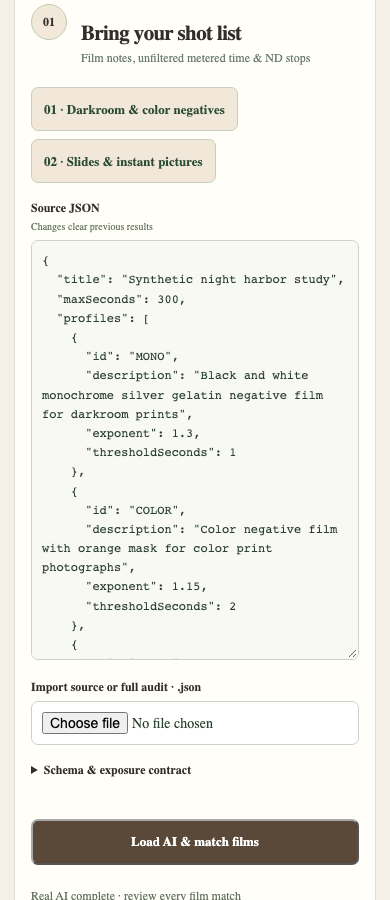 01
Bring your shot list
Film notes, unfiltered metered time & ND stops
01 · Darkroom & color negatives
02 · Slides & instant pictures
Source JSON
Changes clear previous results
{
"title": "Synthetic night harbor study",
"maxSeconds": 300,
"profiles": [
{
"id": "MONO",
"description": "Black and white
monochrome silver gelatin negative film
for darkroom prints",
"exponent": 1.3,
"thresholdSeconds": 1
},
{
"id": "COLOR",
"description": "Color negative film
with orange mask for color print
photographs",
"exponent": 1.15,
"thresholdSeconds": 2
},
{
Import source or full audit · .json
Choose file No file chosen
Schema & exposure contract
Load AI & match films
Real AI complete · review every film match